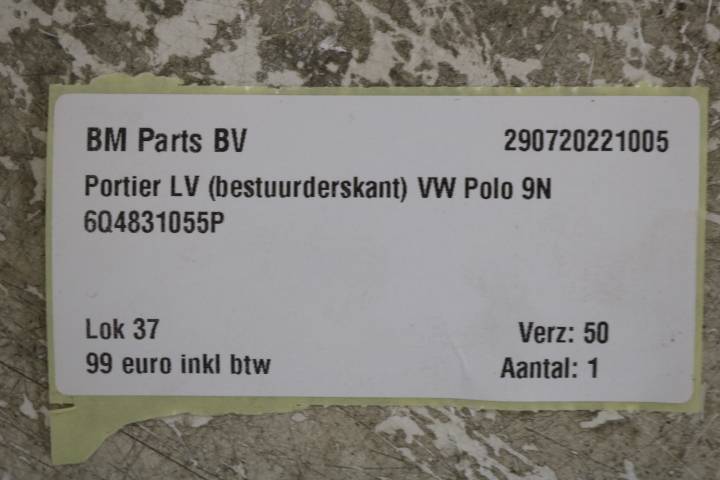 BM Parts BV 290720221005
Portier LV (bestuurderskant) VW Polo 9N
6Q4831055P
Lok 37 Verz: 50
99 euro inkl btw Aantal: 1